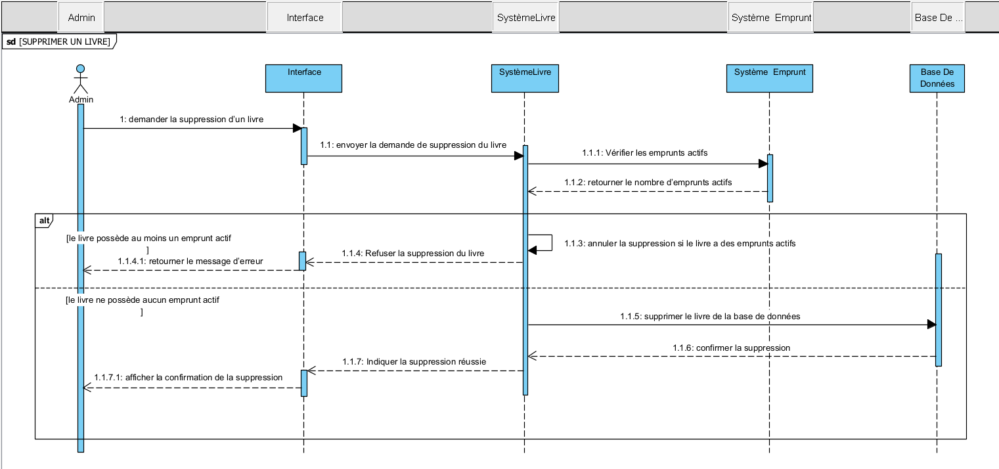 Admin
Interface
SystèmeLivre
Système Emprunt
Base De ...
sd [SUPPRIMER UN LIVRE]
Admin
Interface
SystèmeLivre
Système Emprunt
Base De
Données
1: demander la suppression d'un livre
1.1: envoyer la demande de suppression du livre
1.1.1: Vérifier les emprunts actifs
1.1.2: retourner le nombre d'emprunts actifs
alt
[le livre possède au moins un emprunt actif
]
1.1.3: annuler la suppression si le livre a des emprunts actifs
1.1.4: Refuser la suppression du livre
1.1.4.1: retourner le message d'erreur
[le livre ne possède aucun emprunt actif
]
1.1.5: supprimer le livre de la base de données
1.1.6: confirmer la suppression
1.1.7: Indiquer la suppression réussie
1.1.7.1: afficher la confirmation de la suppression